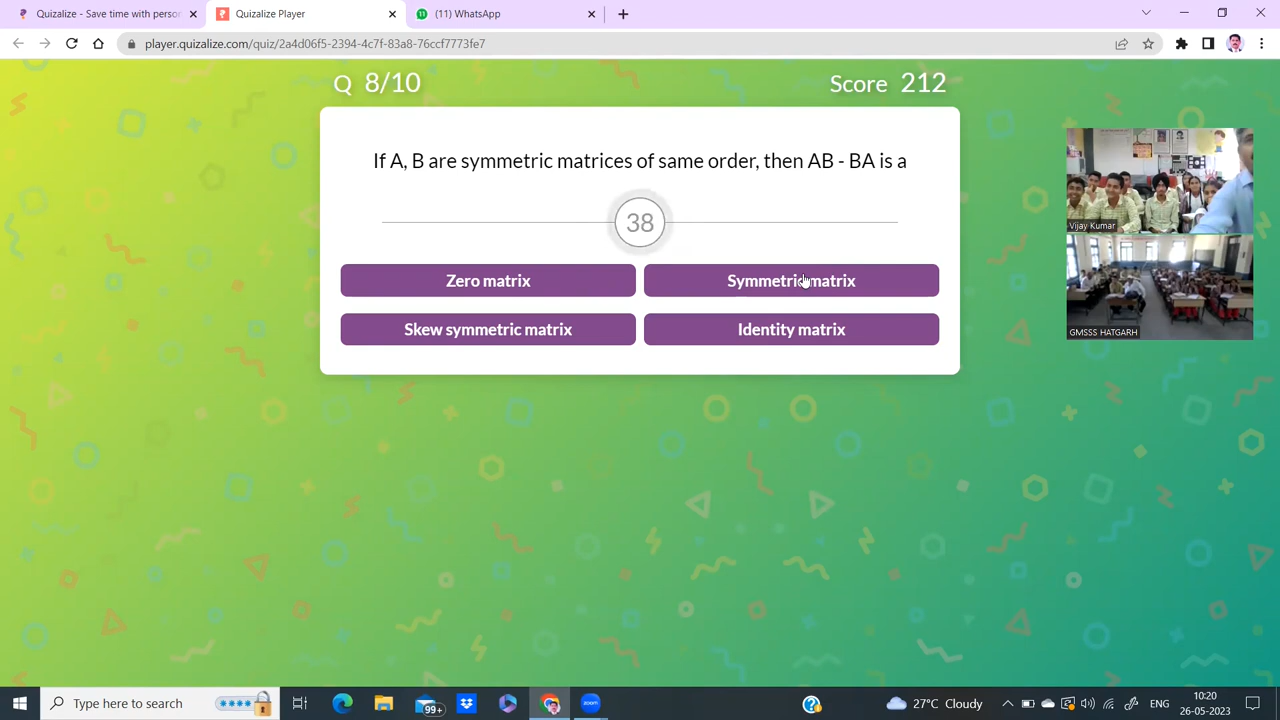 Quizalize - Save time with person
Quizalize Player
(11) WhatsApp
player.quizalize.com/quiz/2a4d06f5-2394-4c7f-83a8-76ccf7773fe7
Q 8/10
Score 212
If A, B are symmetric matrices of same order, then AB - BA is a
38
Zero matrix
Symmetric matrix
Skew symmetric matrix
Identity matrix
Vijay Kumar
GMSSS HATGARH
Type here to search
99+
zoom
27°C Cloudy
ENG
10:20
26-05-2023